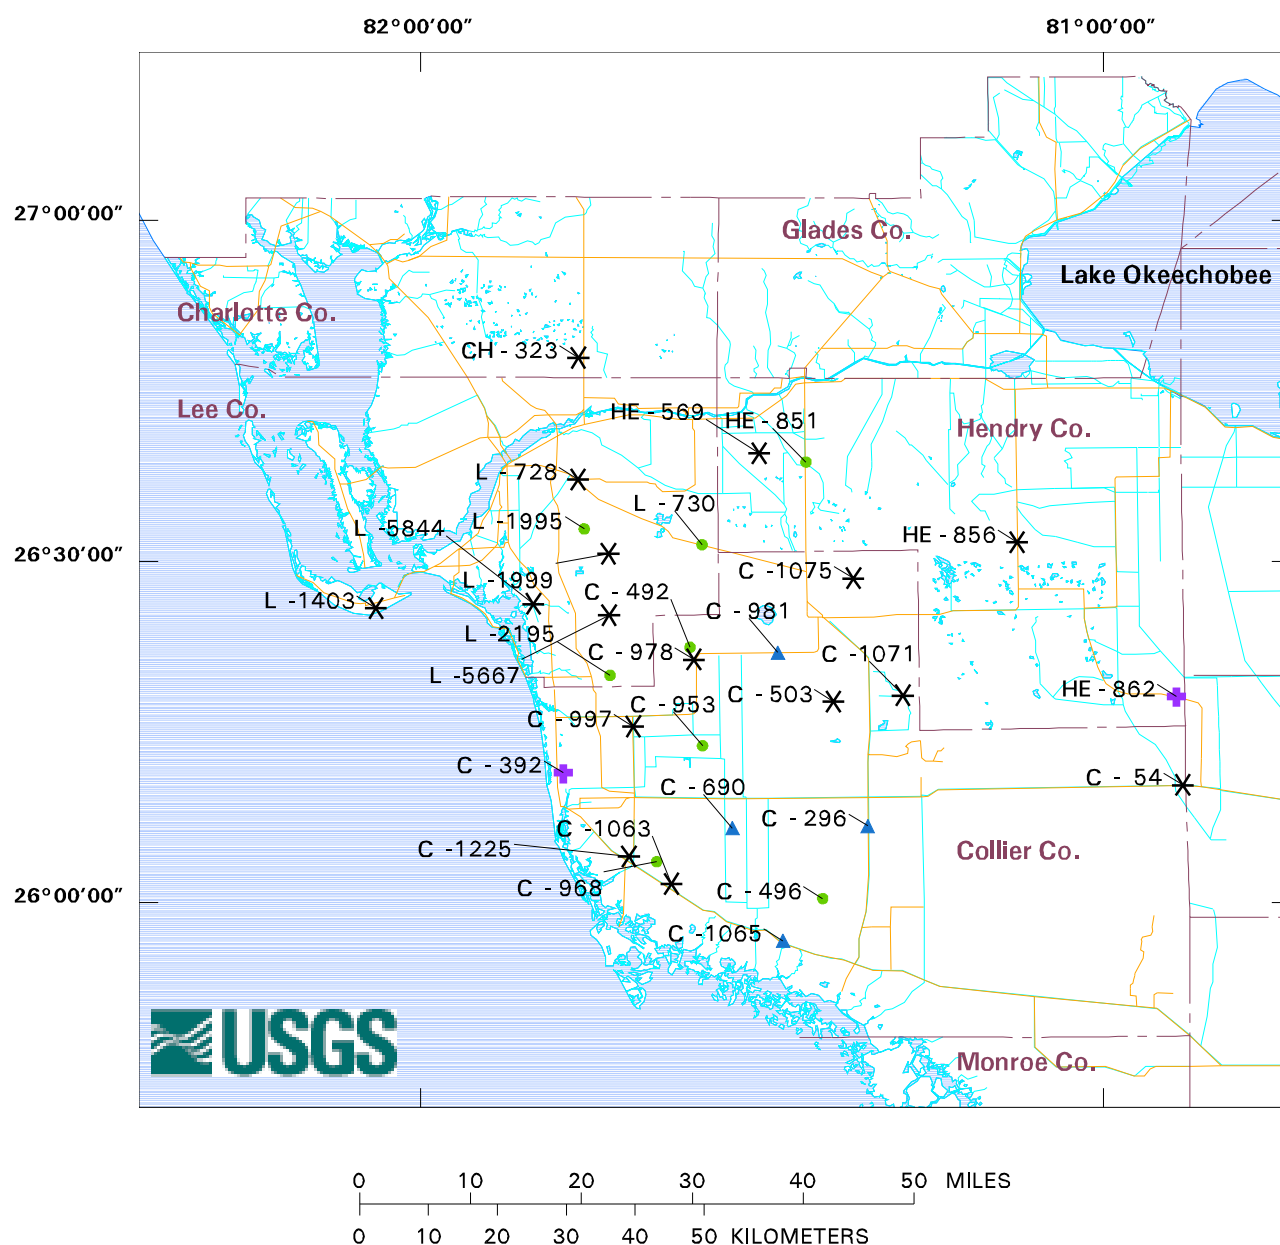 82°00'00" 81°00'00"
27°00'00"
Glades Co.
Lake Okeechobee
Charlotte Co.
CH - 323
Lee Co.
HE - 569
HE - 851
Hendry Co.
L - 728
L - 730
L -5844
L -1995
HE - 856
26°30'00"
C -1075
L -1999
C - 492
L -1403
C - 981
L -2195
C - 978
C -1071
L -5667
HE - 862
C - 503
C - 953
C - 997
C - 392
C - 54
C - 690
C - 296
C -1063
C -1225
Collier Co.
C - 968
C - 496
26°00'00"
C -1065
USGS
Monroe Co.
0 10 20 30 40 50 MILES
0 10 20 30 40 50 KILOMETERS